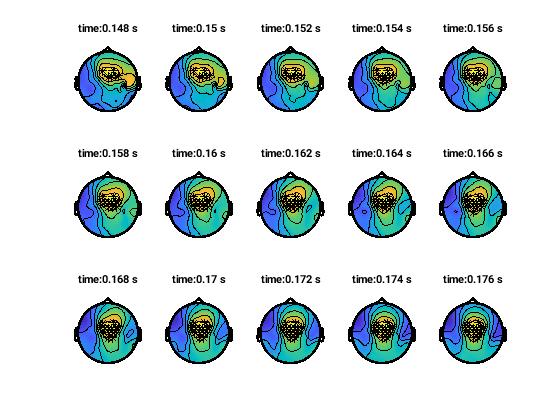 time:0.148 s time:0.15 s time:0.152 s time:0.154 s time:0.156 s
time:0.158 s time:0.16 s time:0.162 s time:0.164 s time:0.166 s
time:0.168 s time:0.17 s time:0.172 s time:0.174 s time:0.176 s